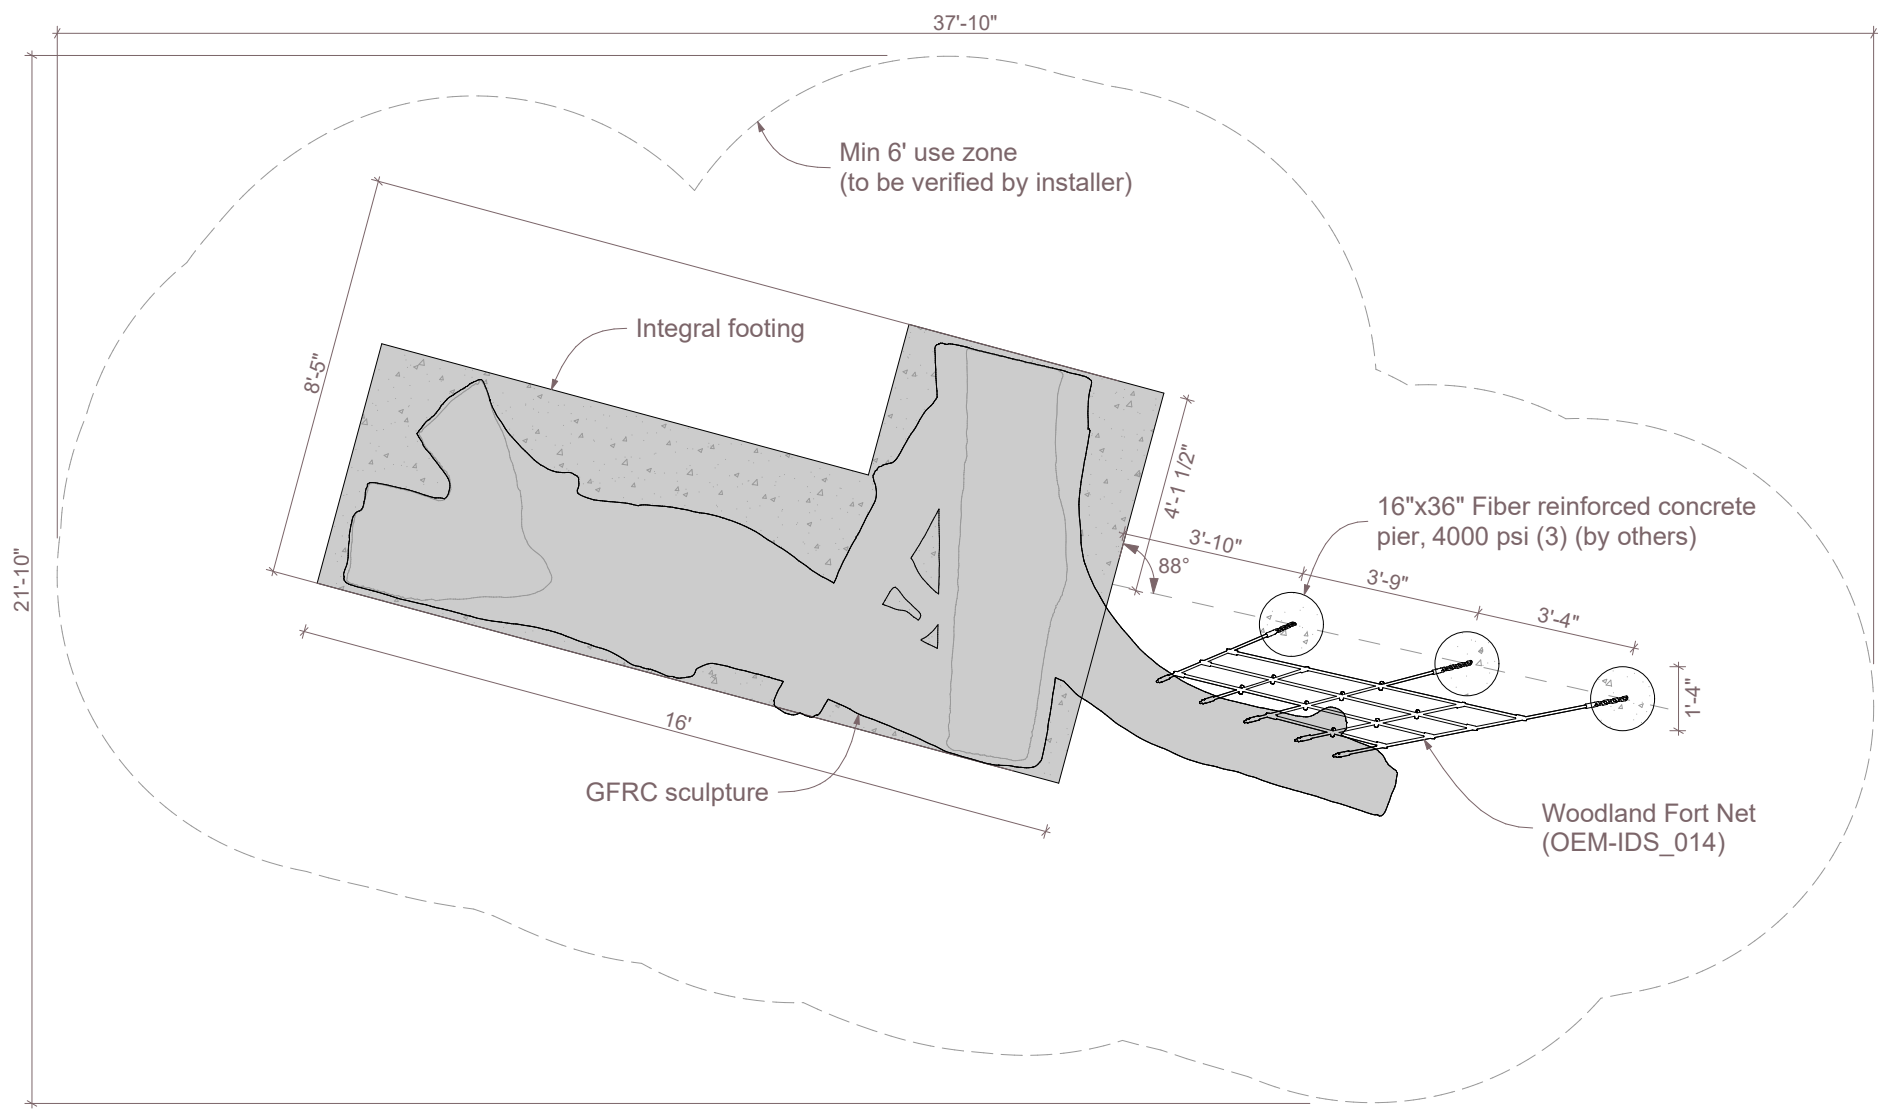 37'-10"
Min 6' use zone
(to be verified by installer)
Integral footing
8'-5"
4'-1 1/2"
16"x36" Fiber reinforced concrete
pier, 4000 psi (3) (by others)
3'-10"
88°
3'-9"
21'-10"
3'-4"
1'-4"
16'
GFRC sculpture
Woodland Fort Net
(OEM-IDS_014)